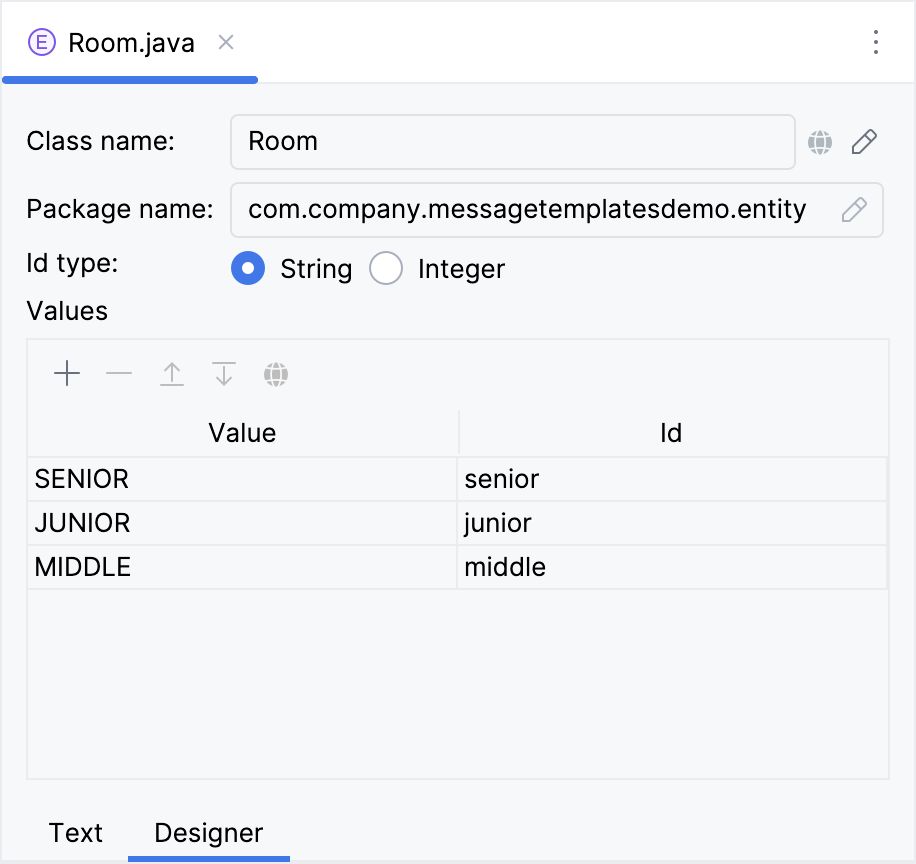 E Room.java
Class name: Room
Package name: com.company.messagetemplatesdemo.entity
Id type: String Integer
Values
Value Id
SENIOR senior
JUNIOR junior
MIDDLE middle
Text Designer